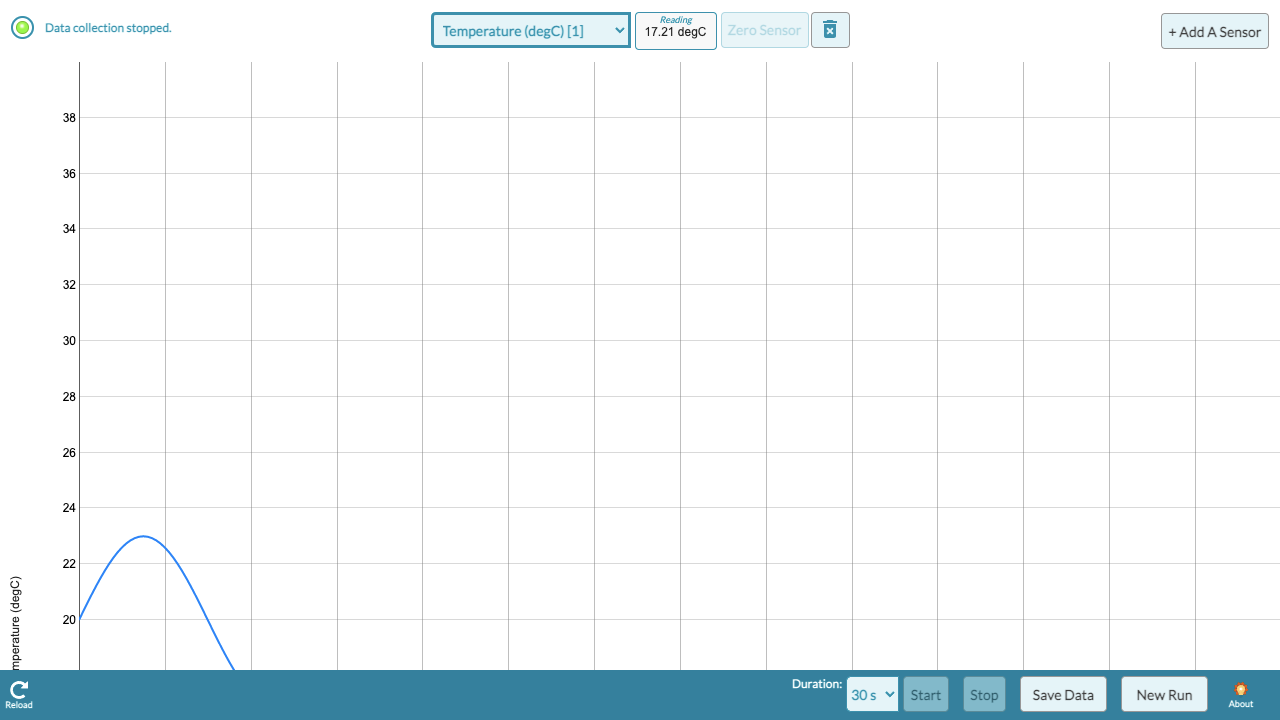 Data collection stopped.
Temperature (degC) [1]
Reading
17.21 degC
Zero Sensor
+ Add A Sensor
38
36
34
32
30
28
26
24
22
20
mperature (degC)
Reload
Duration:
30 s
Start
Stop
Save Data
New Run
About